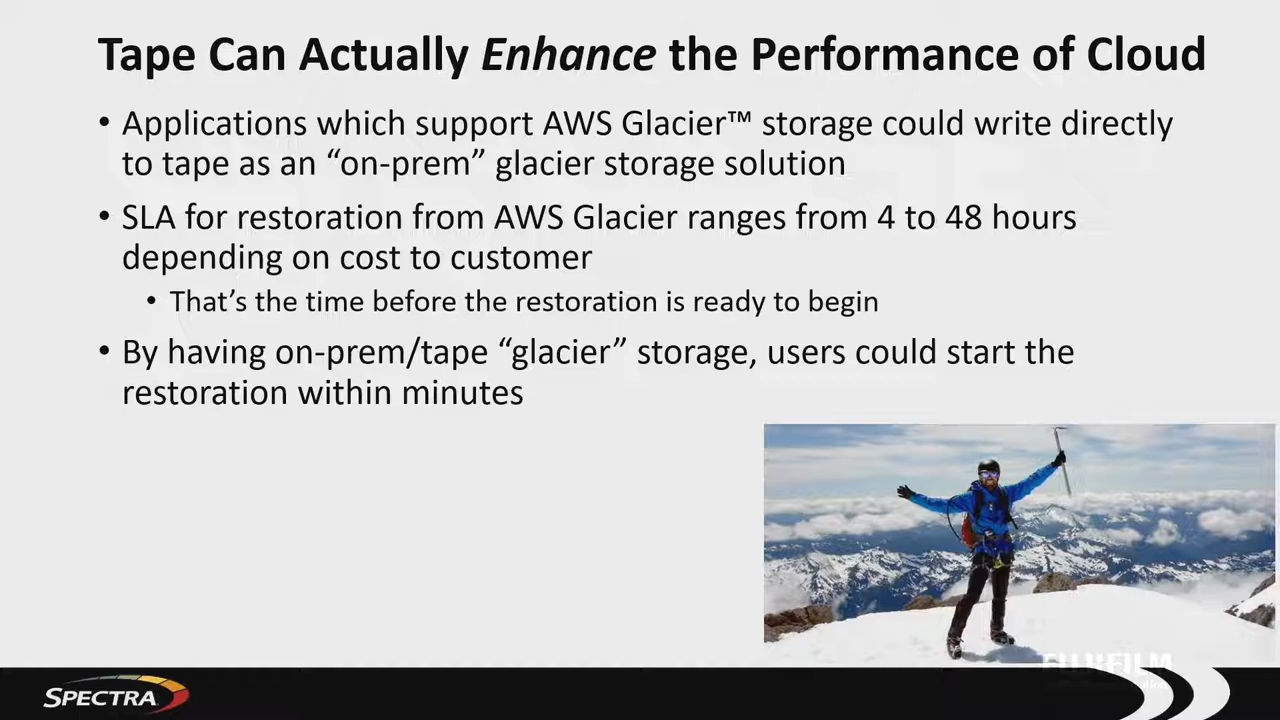 Tape Can Actually Enhance the Performance of Cloud
• Applications which support AWS Glacier™ storage could write directly
to tape as an “on-prem” glacier storage solution
• SLA for restoration from AWS Glacier ranges from 4 to 48 hours
depending on cost to customer
• That’s the time before the restoration is ready to begin
• By having on-prem/tape “glacier” storage, users could start the
restoration within minutes
FUJIFILM
SPECTRA